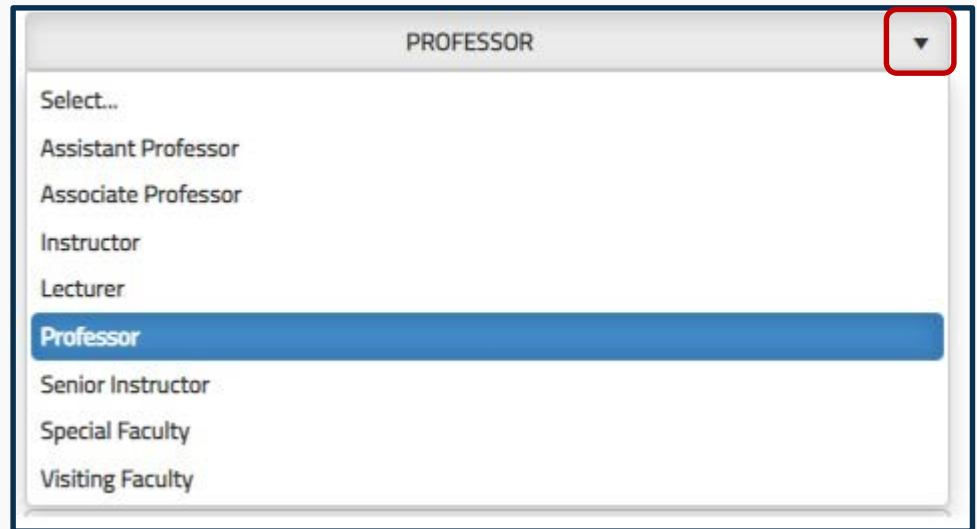 PROFESSOR
Select...
Assistant Professor
Associate Professor
Instructor
Lecturer
Professor
Senior Instructor
Special Faculty
Visiting Faculty